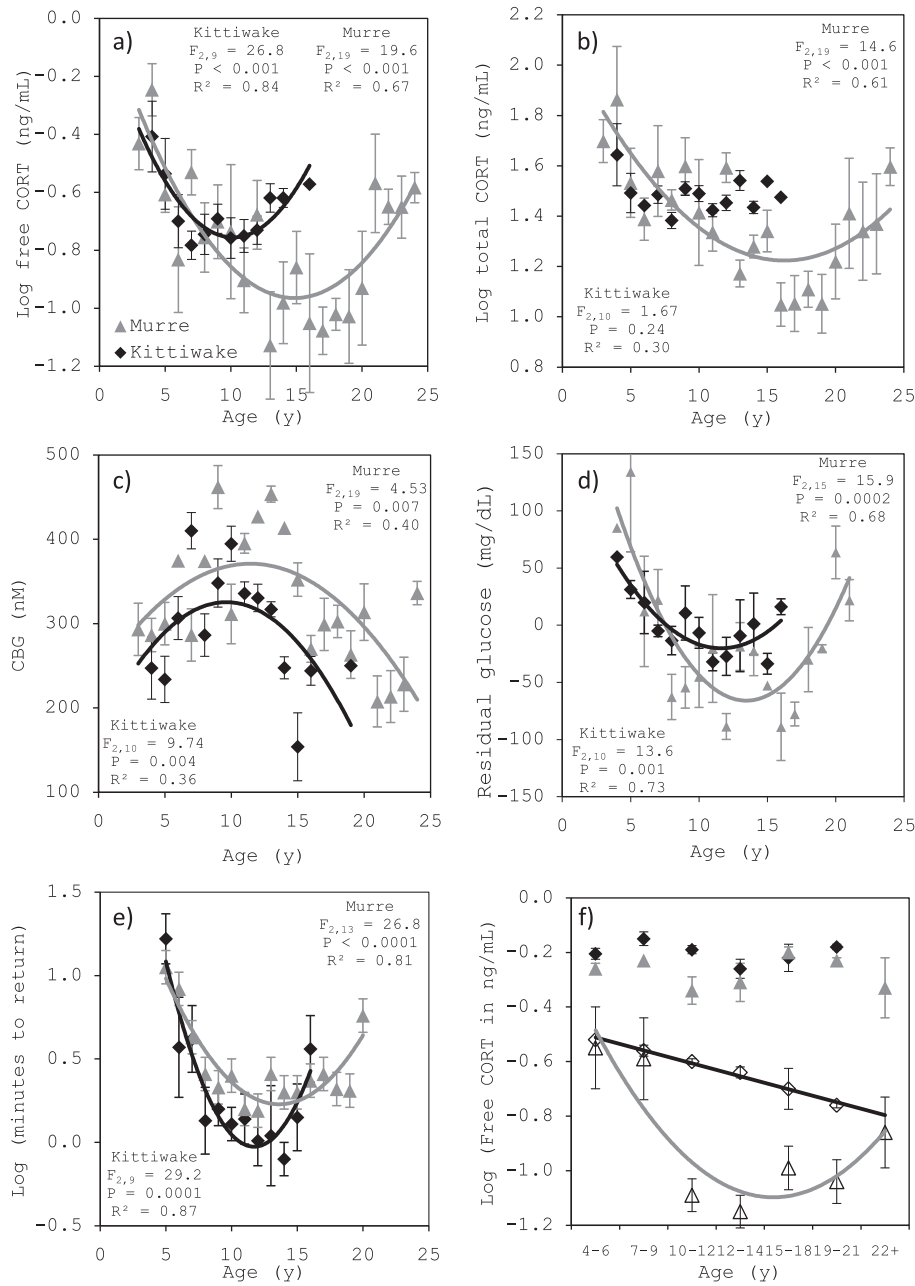 a)
Kittiwake
F2,9 = 26.8
P < 0.001
R² = 0.84
Murre
F2,19 = 19.6
P < 0.001
R² = 0.67
Log free CORT (ng/mL)
0.0
-0.2
-0.4
-0.6
-0.8
-1.0
-1.2
Murre
Kittiwake
0 5 10 15 20 25
Age (y)
b)
Murre
F2,19 = 14.6
P < 0.001
R² = 0.61
Log total CORT (ng/mL)
2.2
2.0
1.8
1.6
1.4
1.2
1.0
0.8
Kittiwake
F2,10 = 1.67
P = 0.24
R² = 0.30
0 5 10 15 20 25
Age (y)
c)
Murre
F2,19 = 4.53
P = 0.007
R² = 0.40
CBG (nM)
500
400
300
200
100
Kittiwake
F2,10 = 9.74
P = 0.004
R² = 0.36
0 5 10 15 20 25
Age (y)
d)
Murre
F2,15 = 15.9
P = 0.0002
R² = 0.68
Residual glucose (mg/dL)
150
100
50
0
-50
-100
-150
Kittiwake
F2,10 = 13.6
P = 0.001
R² = 0.73
0 5 10 15 20 25
Age (y)
e)
Murre
F2,13 = 26.8
P < 0.0001
R² = 0.81
Log (minutes to return)
1.5
1.0
0.5
0.0
-0.5
Kittiwake
F2,9 = 29.2
P = 0.0001
R² = 0.87
0 5 10 15 20 25
Age (y)
f)
Log (Free CORT in ng/mL)
0.0
-0.2
-0.4
-0.6
-0.8
-1.0
-1.2
4-6 7-9 10-12 12-14 15-18 19-21 22+
Age (y)